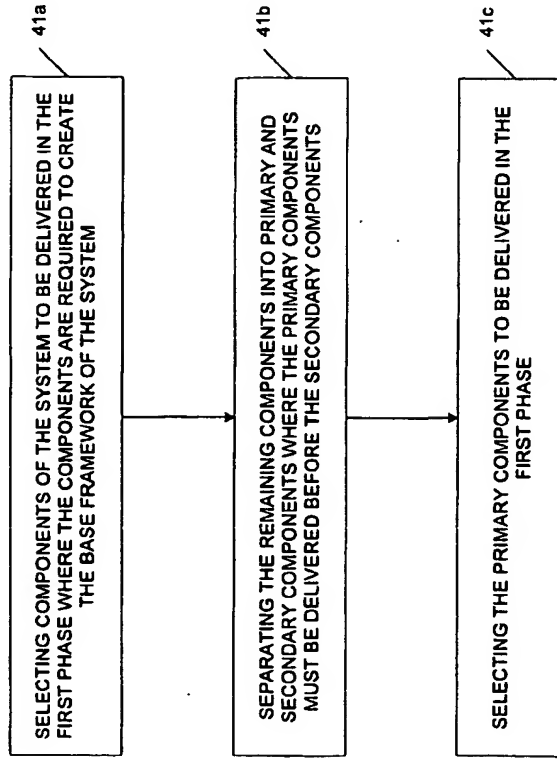 41a
SELECTING COMPONENTS OF THE SYSTEM TO BE DELIVERED IN THE
FIRST PHASE WHERE THE COMPONENTS ARE REQUIRED TO CREATE
THE BASE FRAMEWORK OF THE SYSTEM
41b
SEPARATING THE REMAINING COMPONENTS INTO PRIMARY AND
SECONDARY COMPONENTS WHERE THE PRIMARY COMPONENTS
MUST BE DELIVERED BEFORE THE SECONDARY COMPONENTS
41c
SELECTING THE PRIMARY COMPONENTS TO BE DELIVERED IN THE
FIRST PHASE